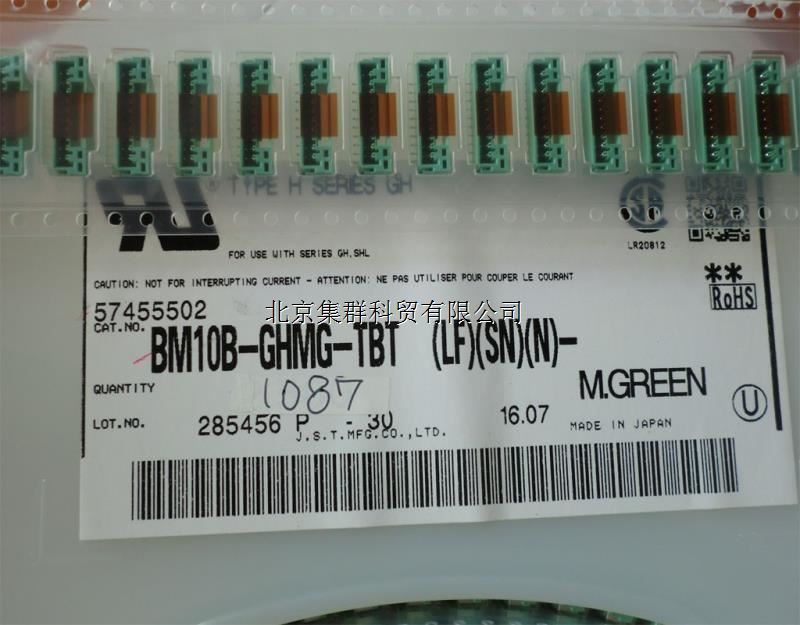 ® TYPE H SERIES GH
FOR USE WITH SERIES GH,SHL
LR20812
CAUTION: NOT FOR INTERRUPTING CURRENT - ATTENTION: NE PAS UTILISER POUR COUPER LE COURANT
**
RoHS
57455502
北京集群科贸有限公司
CAT.NO. BM10B-GHMG-TBT (LF)(SN)(N)-
M.GREEN
QUANTITY 1087
LOT.NO. 285456 P - 30 16.07 MADE IN JAPAN
U
J.S.T.MFG.CO.,LTD.